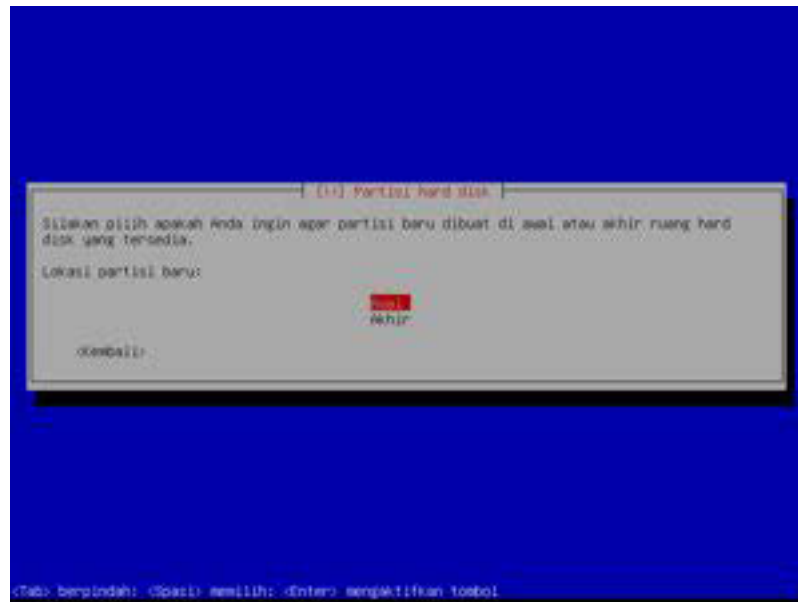 [!!] Partisi hard disk
Silakan pilih apakah Anda ingin agar partisi baru dibuat di awal atau akhir ruang hard
disk yang tersedia.
Lokasi partisi baru:
Awal
Akhir
<Kembali>
<Tab> berpindah; <Spasi> memilih; <Enter> mengaktifkan tombol